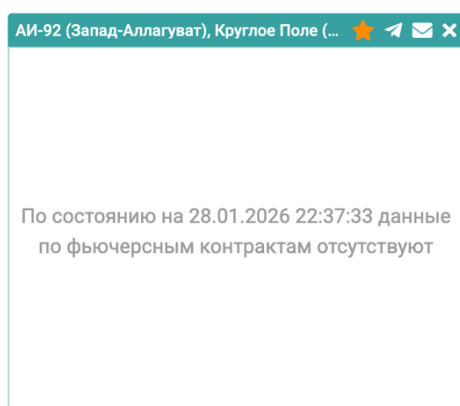 АИ-92 (Запад-Аллагуват), Круглое Поле (...
По состоянию на 28.01.2026 22:37:33 данные
по фьючерсным контрактам отсутствуют